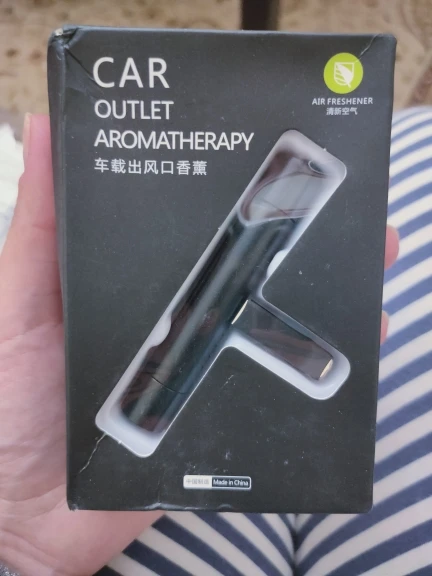 CAR
OUTLET
AROMATHERAPY
车载出风口香薰
AIR FRESHENER
清新空气
中国制造 Made in China